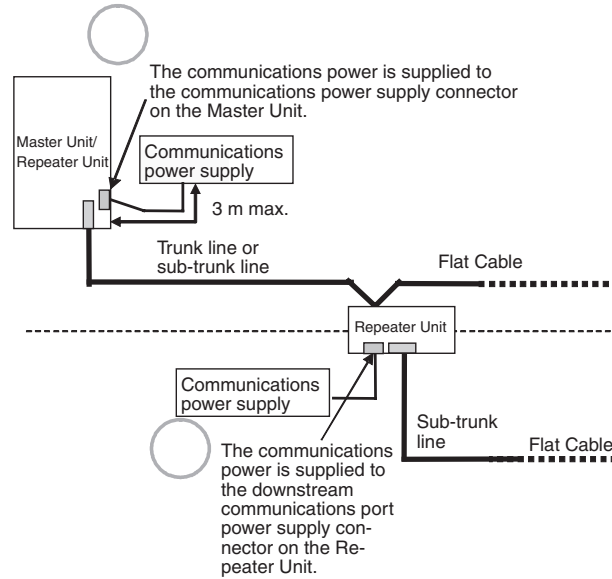 The communications power is supplied to
the communications power supply connector
on the Master Unit.
Master Unit/
Repeater Unit
Communications
power supply
3 m max.
Trunk line or
sub-trunk line
Flat Cable
Repeater Unit
Communications
power supply
Sub-trunk
line
Flat Cable
The communications
power is supplied to
the downstream
communications port
power supply con-
nector on the Re-
peater Unit.